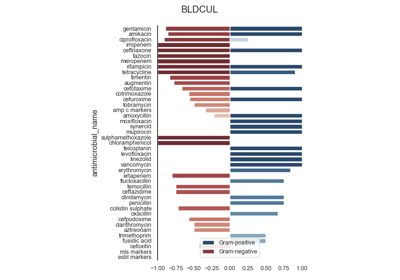 BLDCUL
antimicrobial_name
gentamicin
amikacin
ciprofloxacin
imipenem
ceftriaxone
tazocin
meropenem
rifampicin
tetracycline
timentin
augmentin
cefotaxime
cotrimoxazole
cefuroxime
tobramycin
amp c markers
amoxycillin
moxifloxacin
synercid
mupirocin
sulphamethoxazole
chloramphenicol
teicoplanin
levofloxacin
linezolid
vancomycin
erythromycin
ertapenem
flucloxacillin
temocillin
ceftazidime
clindamycin
penicillin
colistin sulphate
oxacillin
cefpodoxime
clarithromycin
aztreonam
trimethoprim
fusidic acid
cefoxitin
mls markers
esbl markers
Gram-positive
Gram-negative
−1.00 −0.75 −0.50 −0.25 0.00 0.25 0.50 0.75 1.00